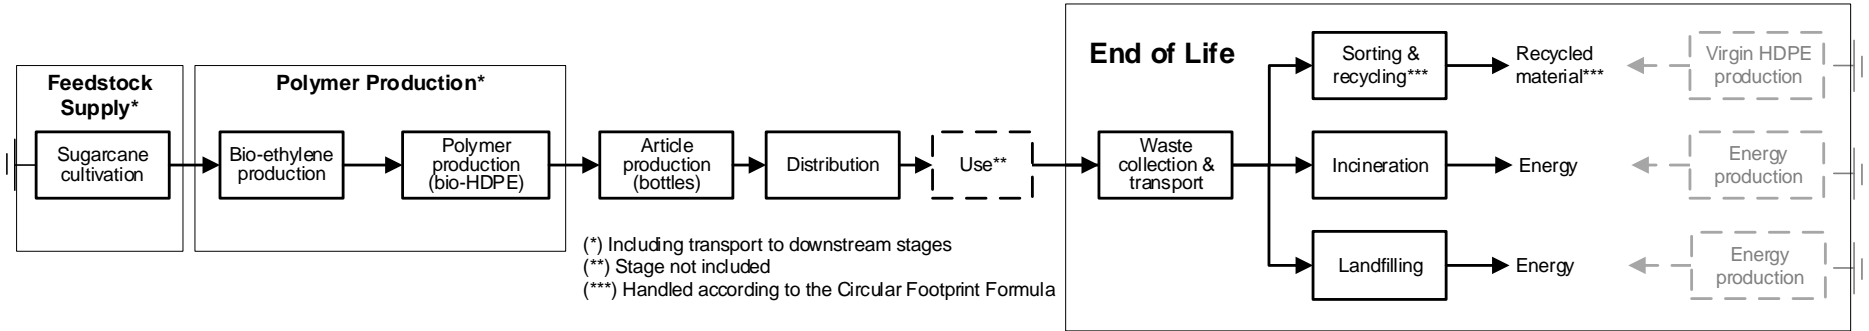 Feedstock
Supply*
Sugarcane
cultivation
Polymer Production*
Bio-ethylene
production
Polymer
production
(bio-HDPE)
Article
production
(bottles)
Distribution
Use**
(*) Including transport to downstream stages
(**) Stage not included
(***) Handled according to the Circular Footprint Formula
End of Life
Waste
collection &
transport
Sorting &
recycling***
Recycled
material***
Virgin HDPE
production
Incineration
Energy
Energy
production
Landfilling
Energy
Energy
production